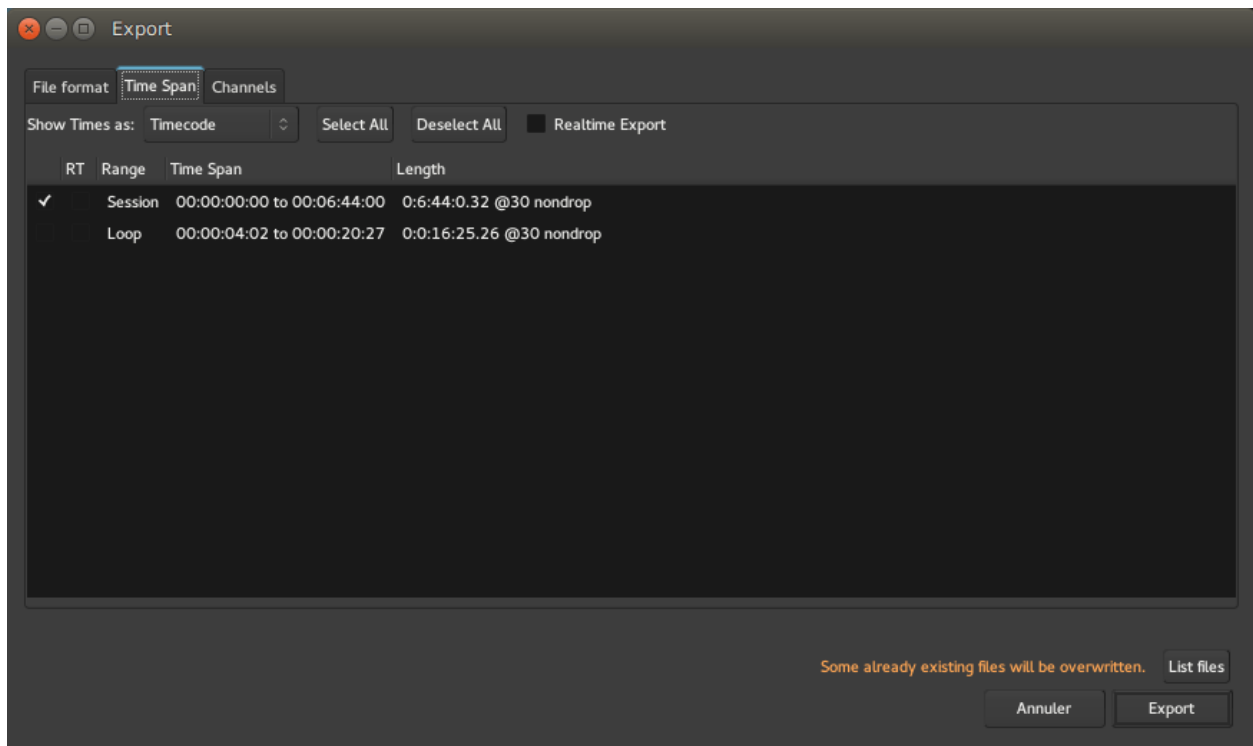 Export
File format Time Span Channels
Show Times as: Timecode Select All Deselect All Realtime Export
RT Range Time Span Length
Session 00:00:00:00 to 00:06:44:00 0:6:44:0.32 @30 nondrop
Loop 00:00:04:02 to 00:00:20:27 0:0:16:25.26 @30 nondrop
Some already existing files will be overwritten. List files
Annuler Export